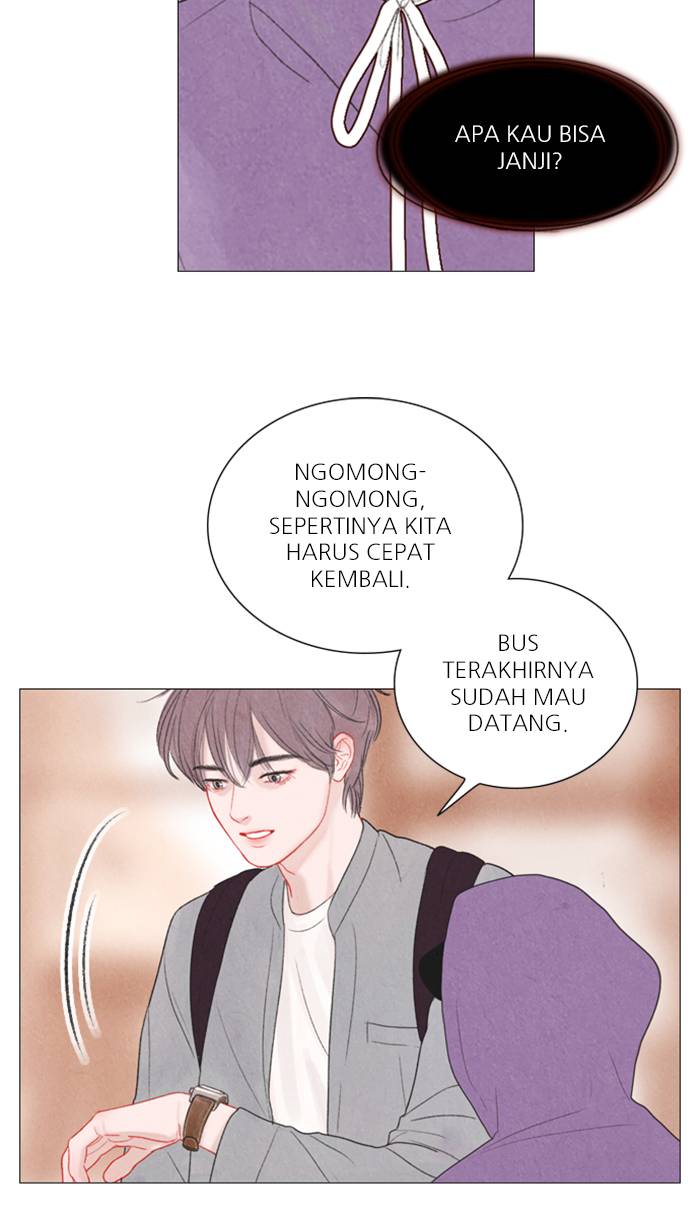 APA KAU BISA
JANJI?
NGOMONG-
NGOMONG,
SEPERTINYA KITA
HARUS CEPAT
KEMBALI.
BUS
TERAKHIRNYA
SUDAH MAU
DATANG.